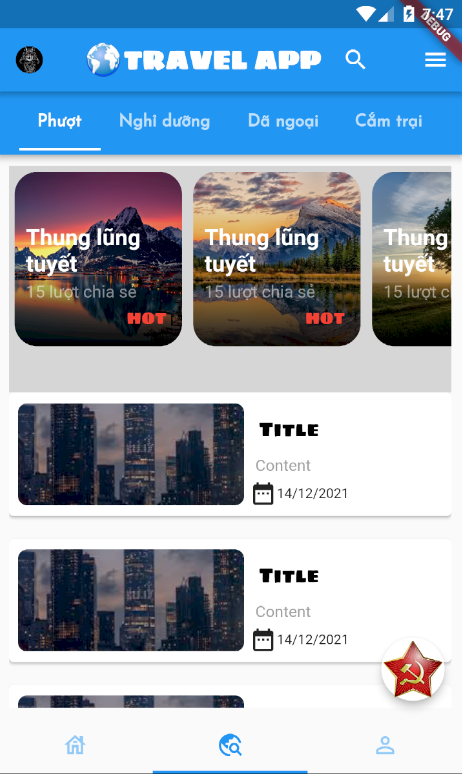 7:47
DEBUG
TRAVEL APP
Phượt
Nghỉ dưỡng
Dã ngoại
Cắm trại
Thung lũng
tuyết
15 lượt chia sẻ
HOT
Thung lũng
tuyết
15 lượt chia sẻ
HOT
Thung
tuyết
15 lượt c
Title
Content
14/12/2021
Title
Content
14/12/2021